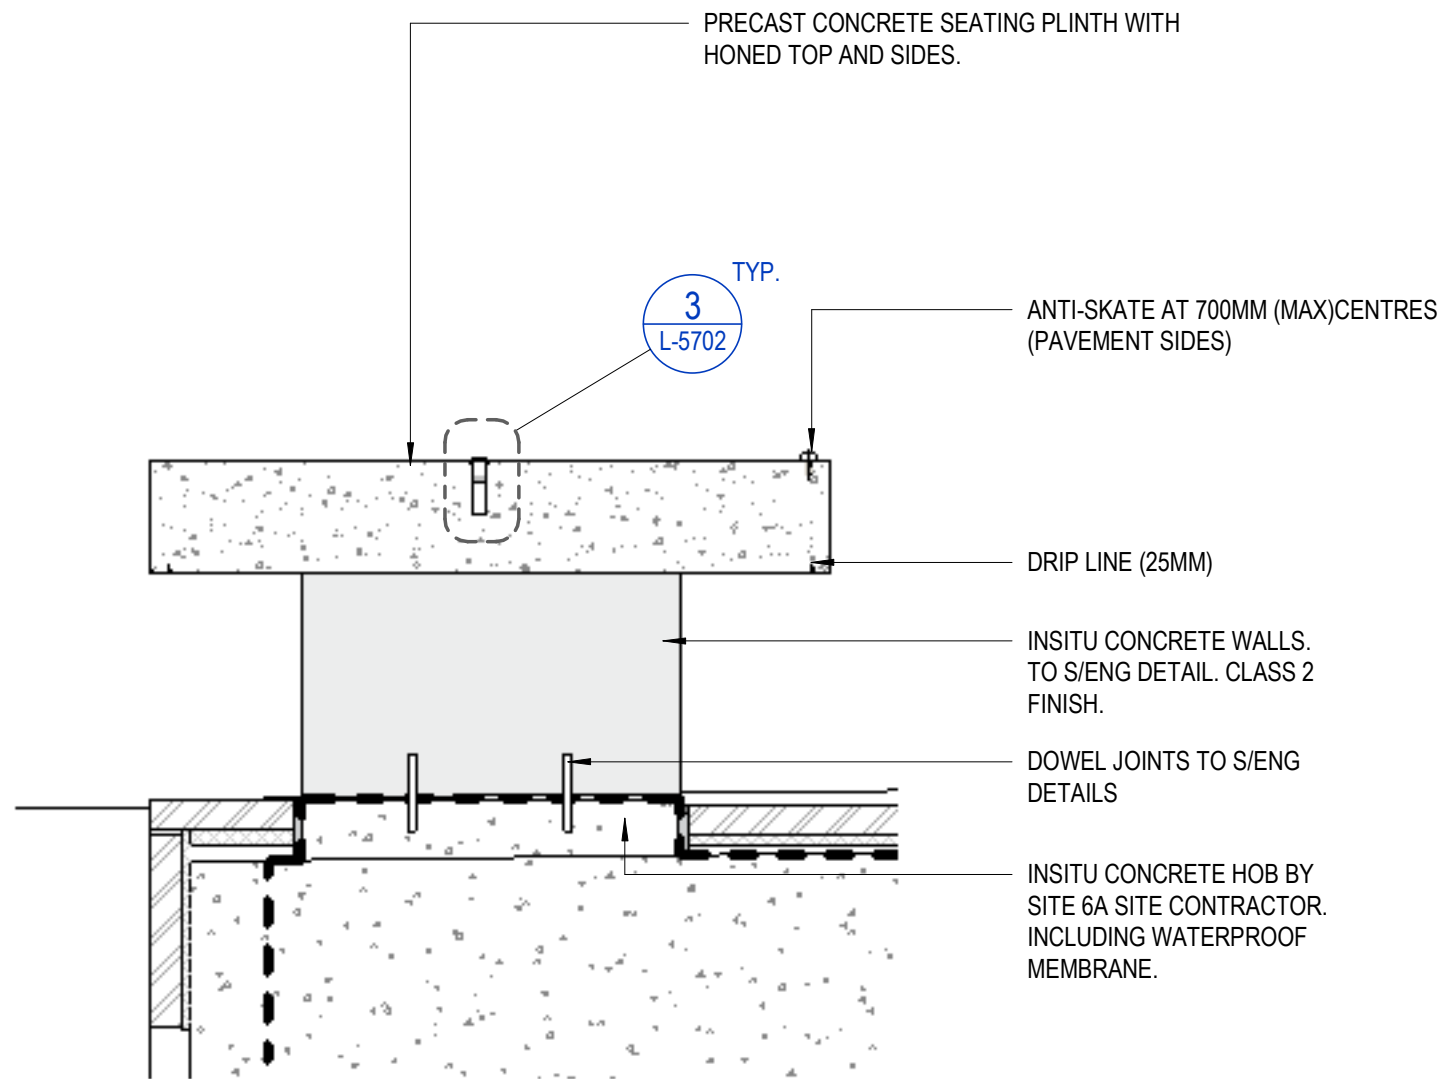 PRECAST CONCRETE SEATING PLINTH WITH
HONED TOP AND SIDES.
TYP.
3
L-5702
ANTI-SKATE AT 700MM (MAX)CENTRES
(PAVEMENT SIDES)
DRIP LINE (25MM)
INSITU CONCRETE WALLS.
TO S/ENG DETAIL. CLASS 2
FINISH.
DOWEL JOINTS TO S/ENG
DETAILS
INSITU CONCRETE HOB BY
SITE 6A SITE CONTRACTOR.
INCLUDING WATERPROOF
MEMBRANE.